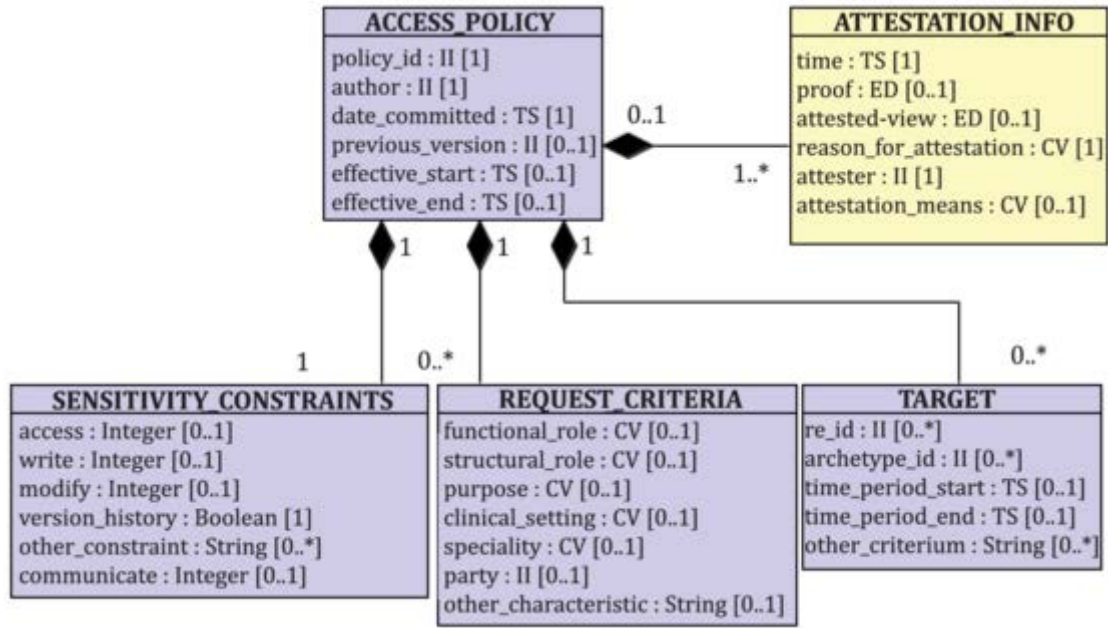 ACCESS_POLICY
policy_id : II [1]
author : II [1]
date_committed : TS [1]
previous_version : II [0..1]
effective_start : TS [0..1]
effective_end : TS [0..1]
0..1
1..*
ATTESTATION_INFO
time : TS [1]
proof : ED [0..1]
attested-view : ED [0..1]
reason_for_attestation : CV [1]
attester : II [1]
attestation_means : CV [0..1]
1
1
1
1
0..*
0..*
SENSITIVITY_CONSTRAINTS
access : Integer [0..1]
write : Integer [0..1]
modify : Integer [0..1]
version_history : Boolean [1]
other_constraint : String [0..*]
communicate : Integer [0..1]
REQUEST_CRITERIA
functional_role : CV [0..1]
structural_role : CV [0..1]
purpose : CV [0..1]
clinical_setting : CV [0..1]
speciality : CV [0..1]
party : II [0..1]
other_characteristic : String [0..1]
TARGET
re_id : II [0..*]
archetype_id : II [0..*]
time_period_start : TS [0..1]
time_period_end : TS [0..1]
other_criterium : String [0..*]